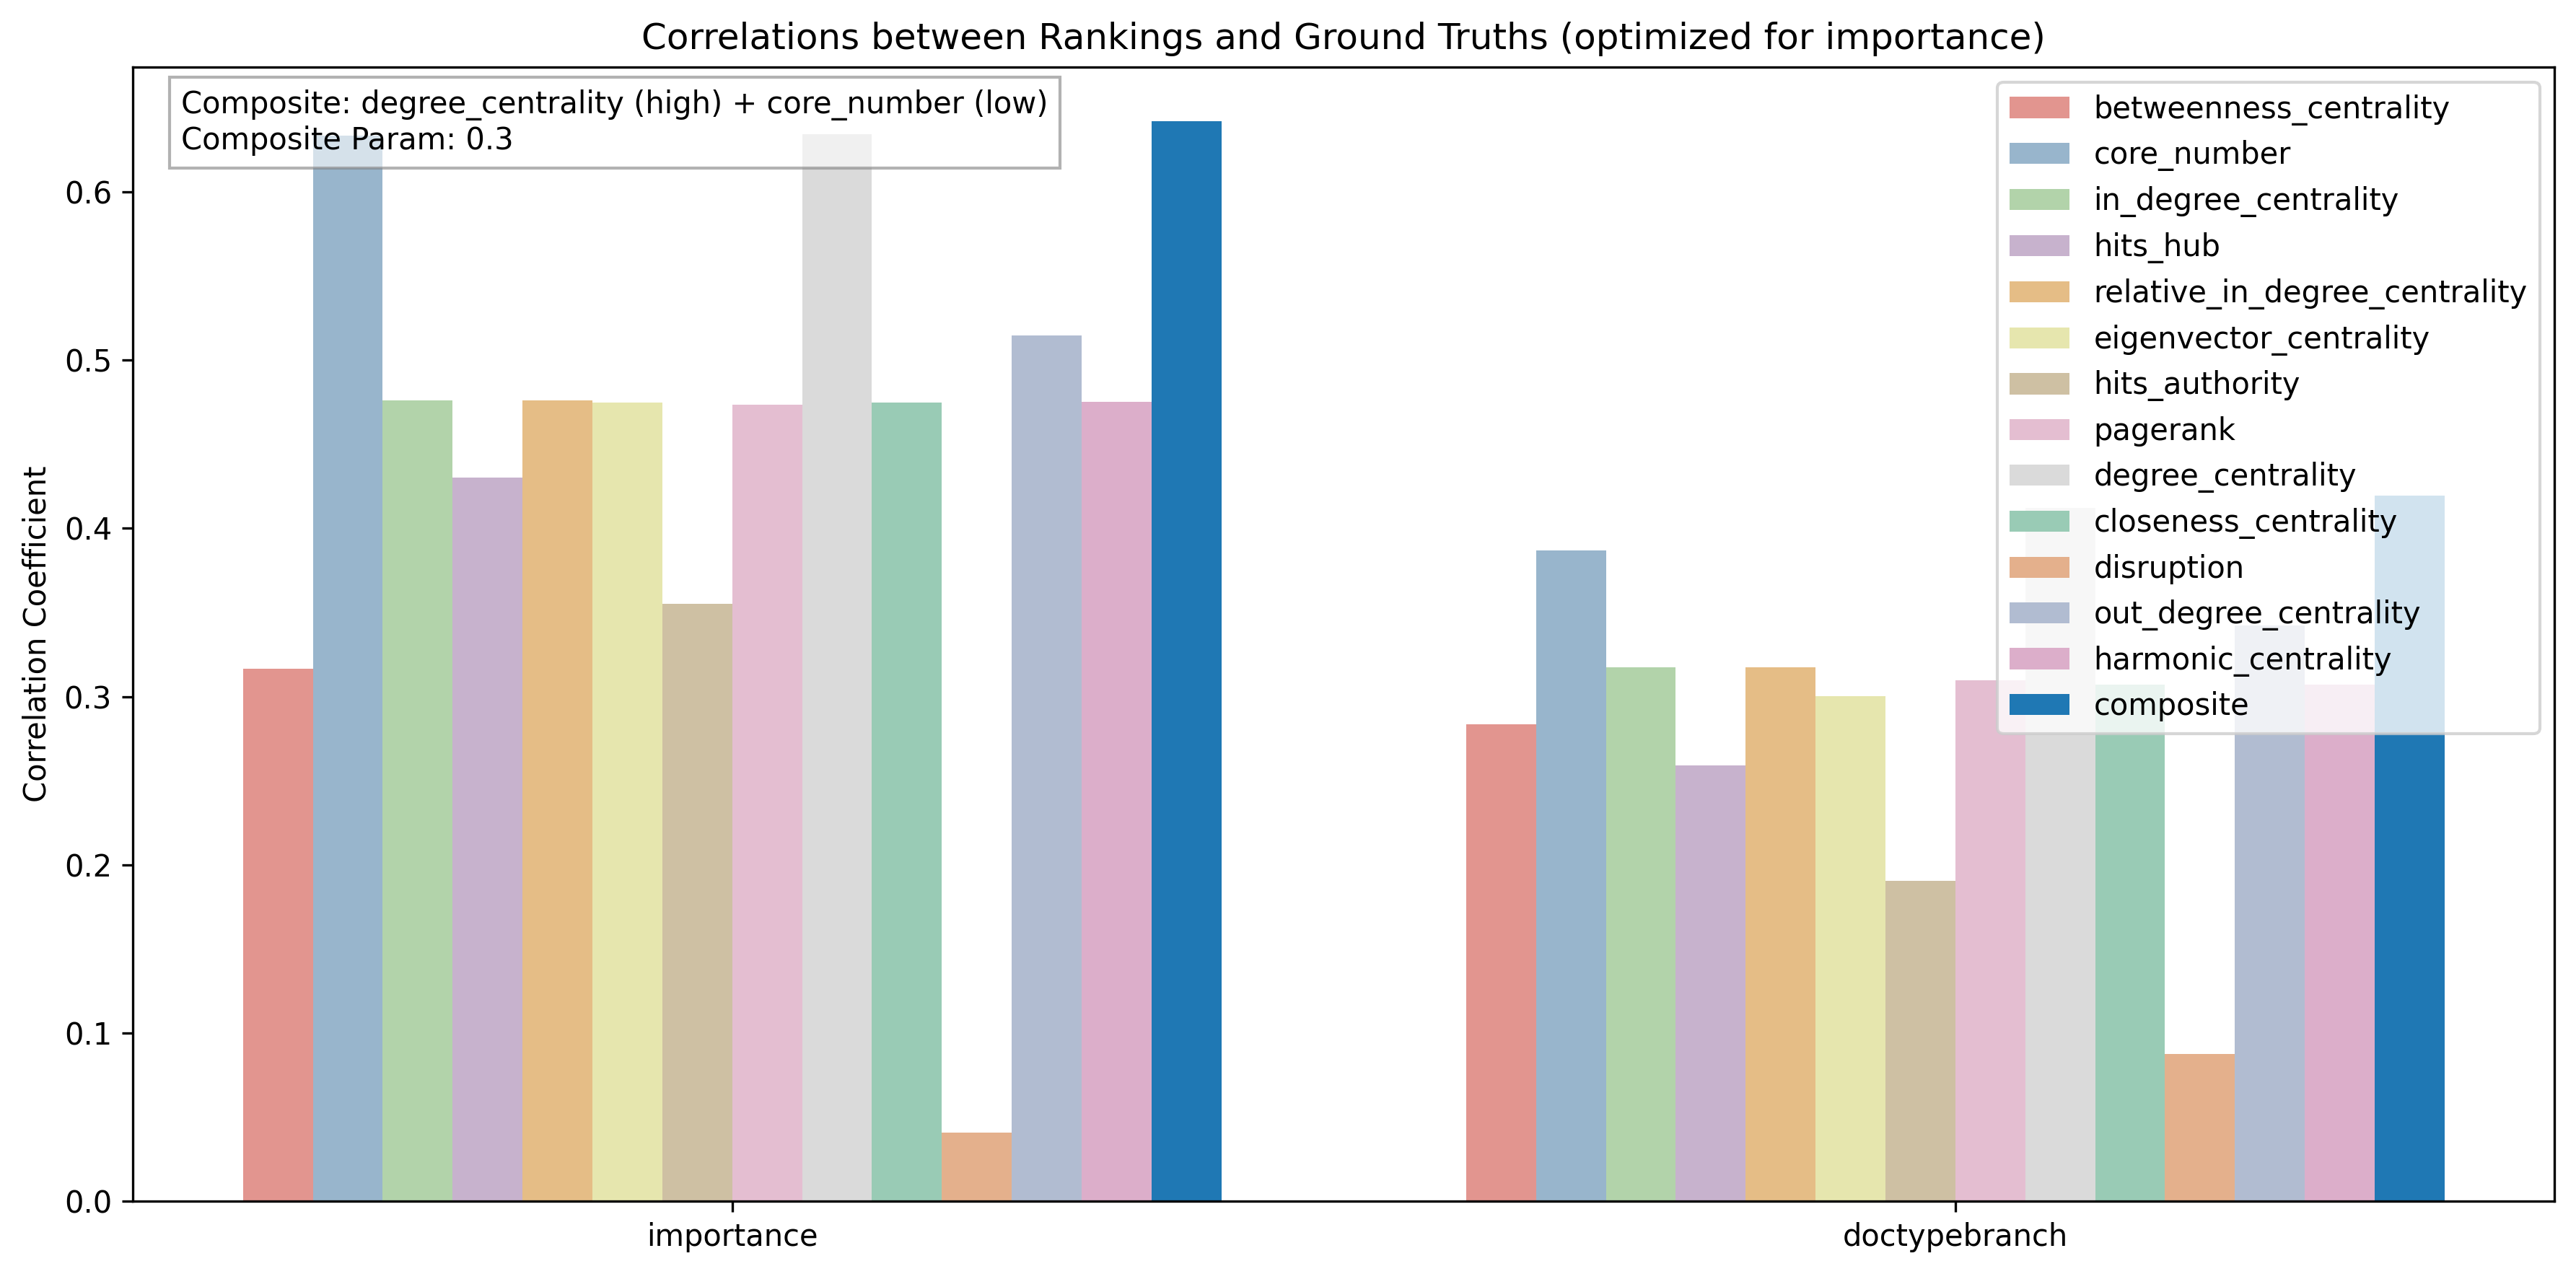 Correlations between Rankings and Ground Truths (optimized for importance)
Composite: degree_centrality (high) + core_number (low)
Composite Param: 0.3
betweenness_centrality
core_number
in_degree_centrality
hits_hub
relative_in_degree_centrality
eigenvector_centrality
hits_authority
pagerank
degree_centrality
closeness_centrality
disruption
out_degree_centrality
harmonic_centrality
composite
Correlation Coefficient
0.6
0.5
0.4
0.3
0.2
0.1
0.0
importance
doctypebranch